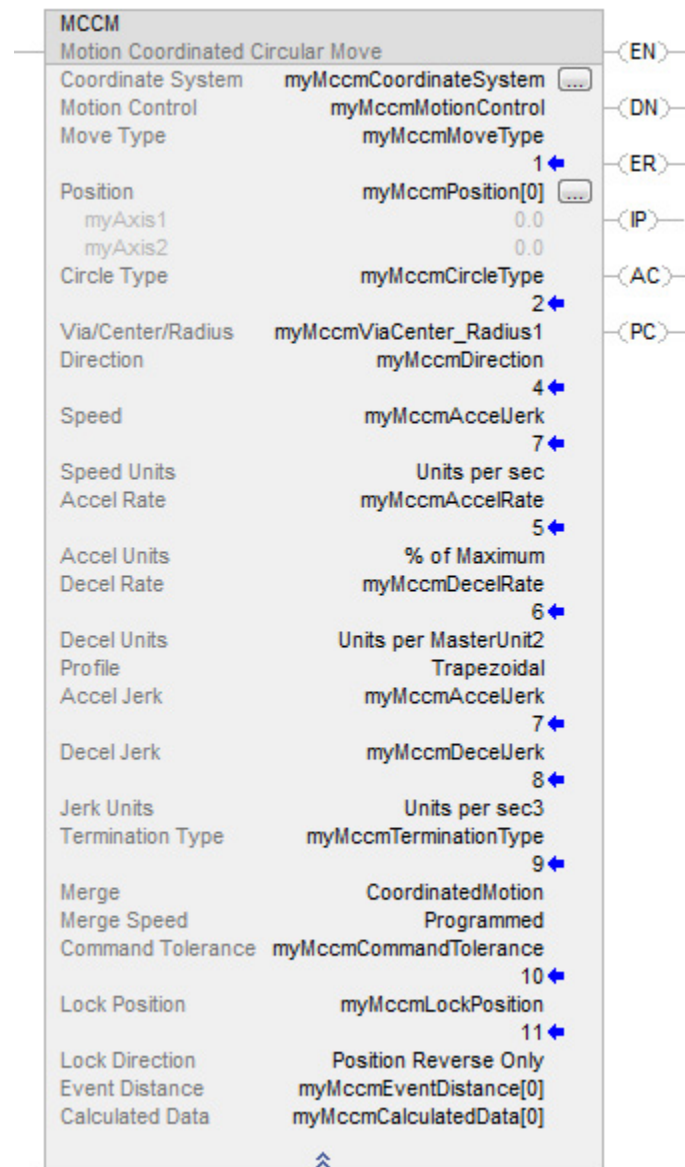 MCCM
Motion Coordinated Circular Move (EN)
Coordinate System myMccmCoordinateSystem ...
Motion Control myMccmMotionControl (DN)
Move Type myMccmMoveType
1 (ER)
Position myMccmPosition[0] ...
myAxis1 0.0 (IP)
myAxis2 0.0
Circle Type myMccmCircleType (AC)
2
Via/Center/Radius myMccmViaCenter_Radius1 (PC)
Direction myMccmDirection
4
Speed myMccmAccelJerk
7
Speed Units Units per sec
Accel Rate myMccmAccelRate
5
Accel Units % of Maximum
Decel Rate myMccmDecelRate
6
Decel Units Units per MasterUnit2
Profile Trapezoidal
Accel Jerk myMccmAccelJerk
7
Decel Jerk myMccmDecelJerk
8
Jerk Units Units per sec3
Termination Type myMccmTerminationType
9
Merge CoordinatedMotion
Merge Speed Programmed
Command Tolerance myMccmCommandTolerance
10
Lock Position myMccmLockPosition
11
Lock Direction Position Reverse Only
Event Distance myMccmEventDistance[0]
Calculated Data myMccmCalculatedData[0]